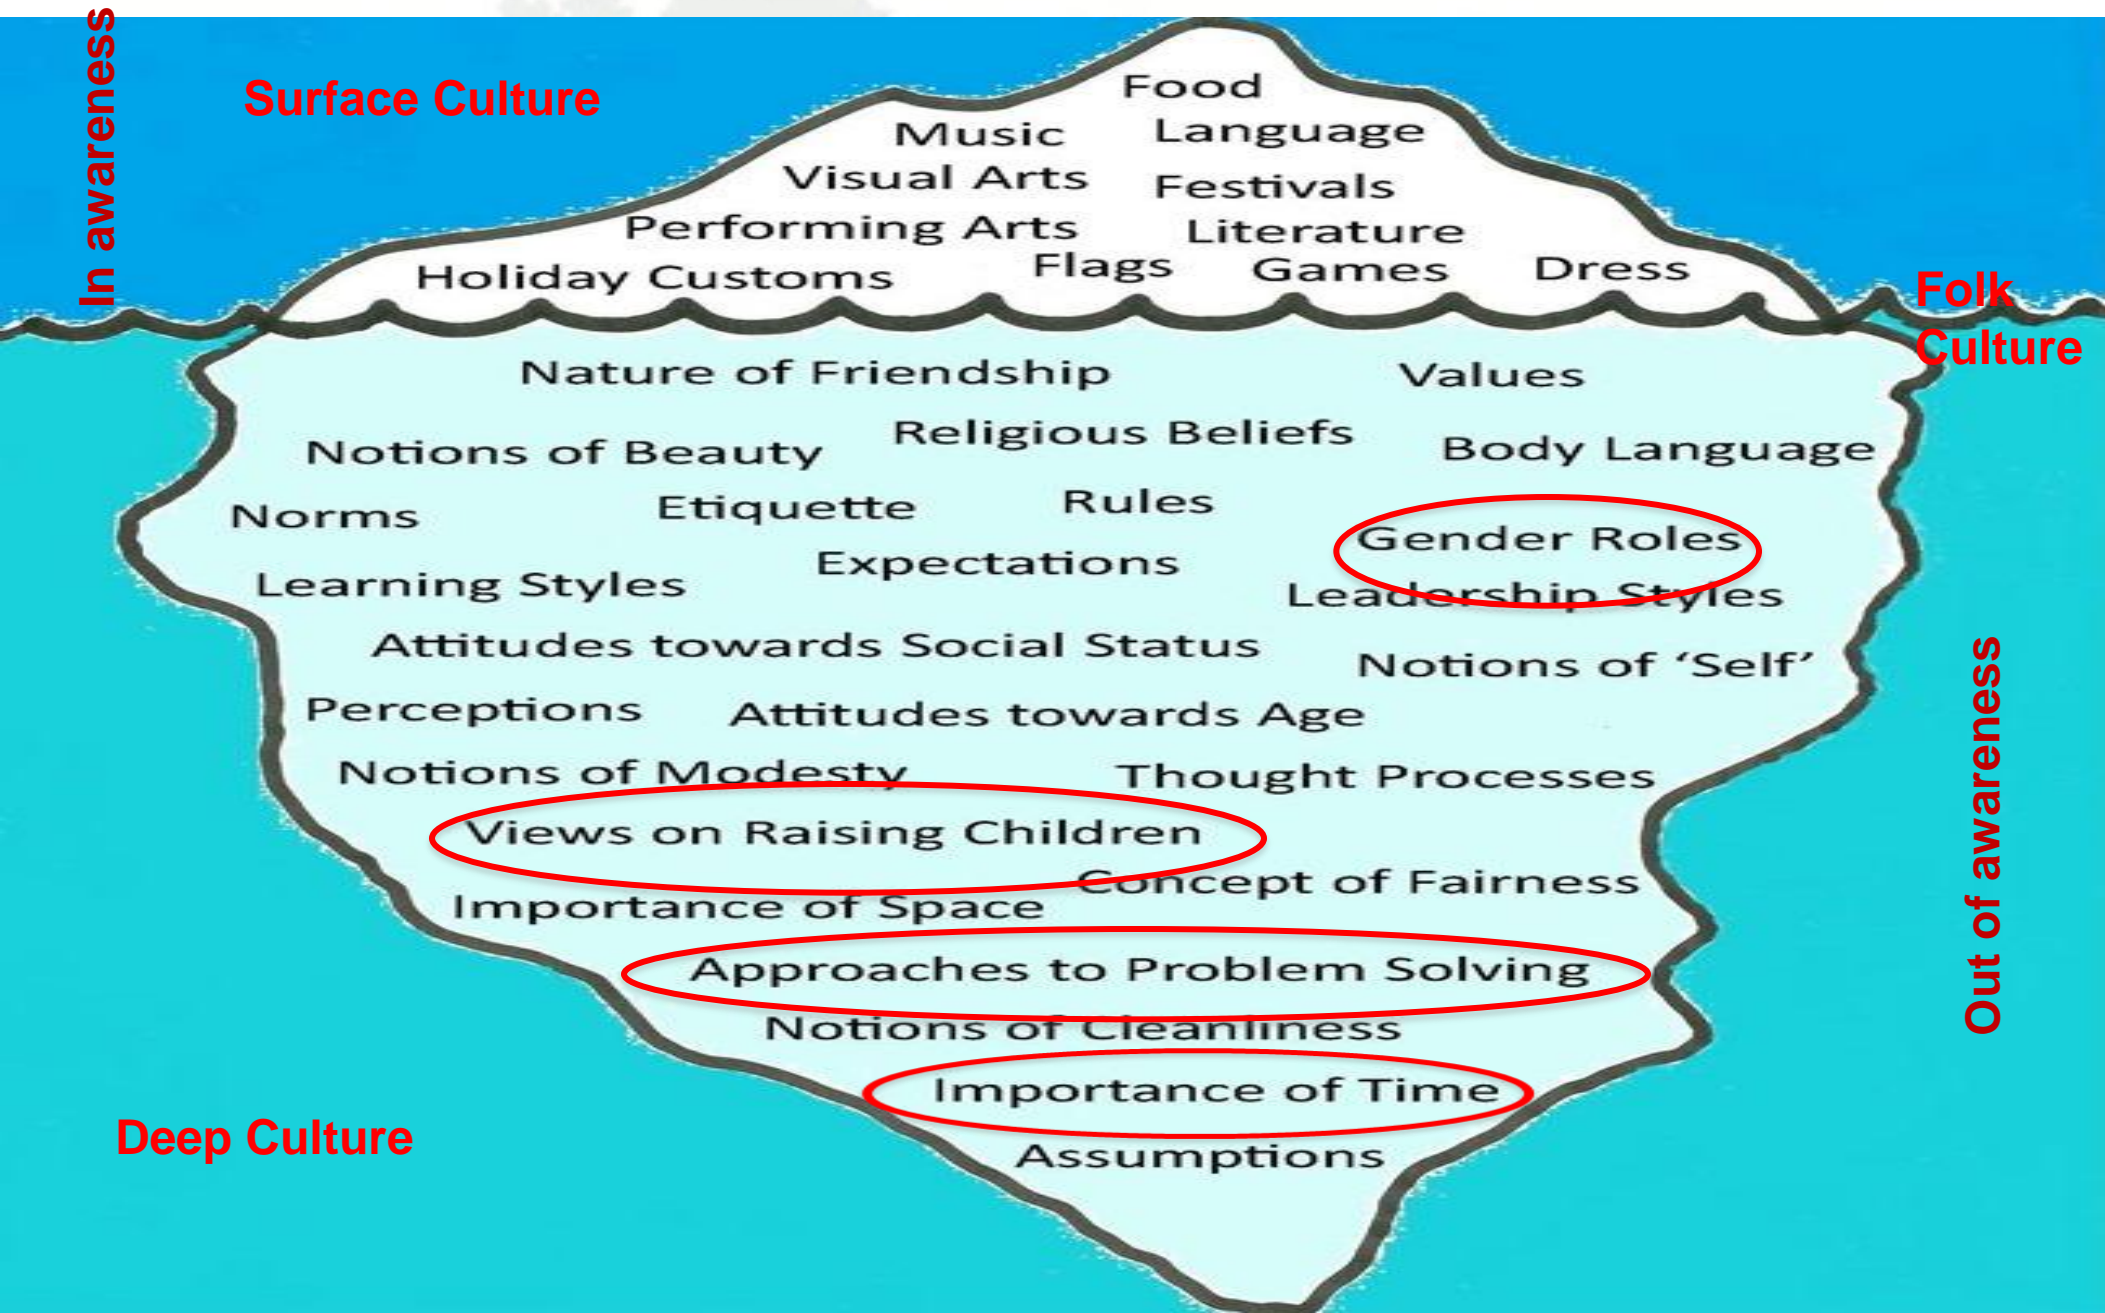 In awareness
Surface Culture
Food
Music Language
Visual Arts Festivals
Performing Arts Literature
Holiday Customs Flags Games Dress
Folk
Culture
Nature of Friendship Values
Religious Beliefs
Notions of Beauty Body Language
Norms Etiquette Rules
Gender Roles
Expectations
Learning Styles Leadership Styles
Attitudes towards Social Status
Notions of ‘Self’
Perceptions Attitudes towards Age
Notions of Modesty Thought Processes
Views on Raising Children
Concept of Fairness
Importance of Space
Approaches to Problem Solving
Notions of Cleanliness
Importance of Time
Assumptions
Out of awareness
Deep Culture